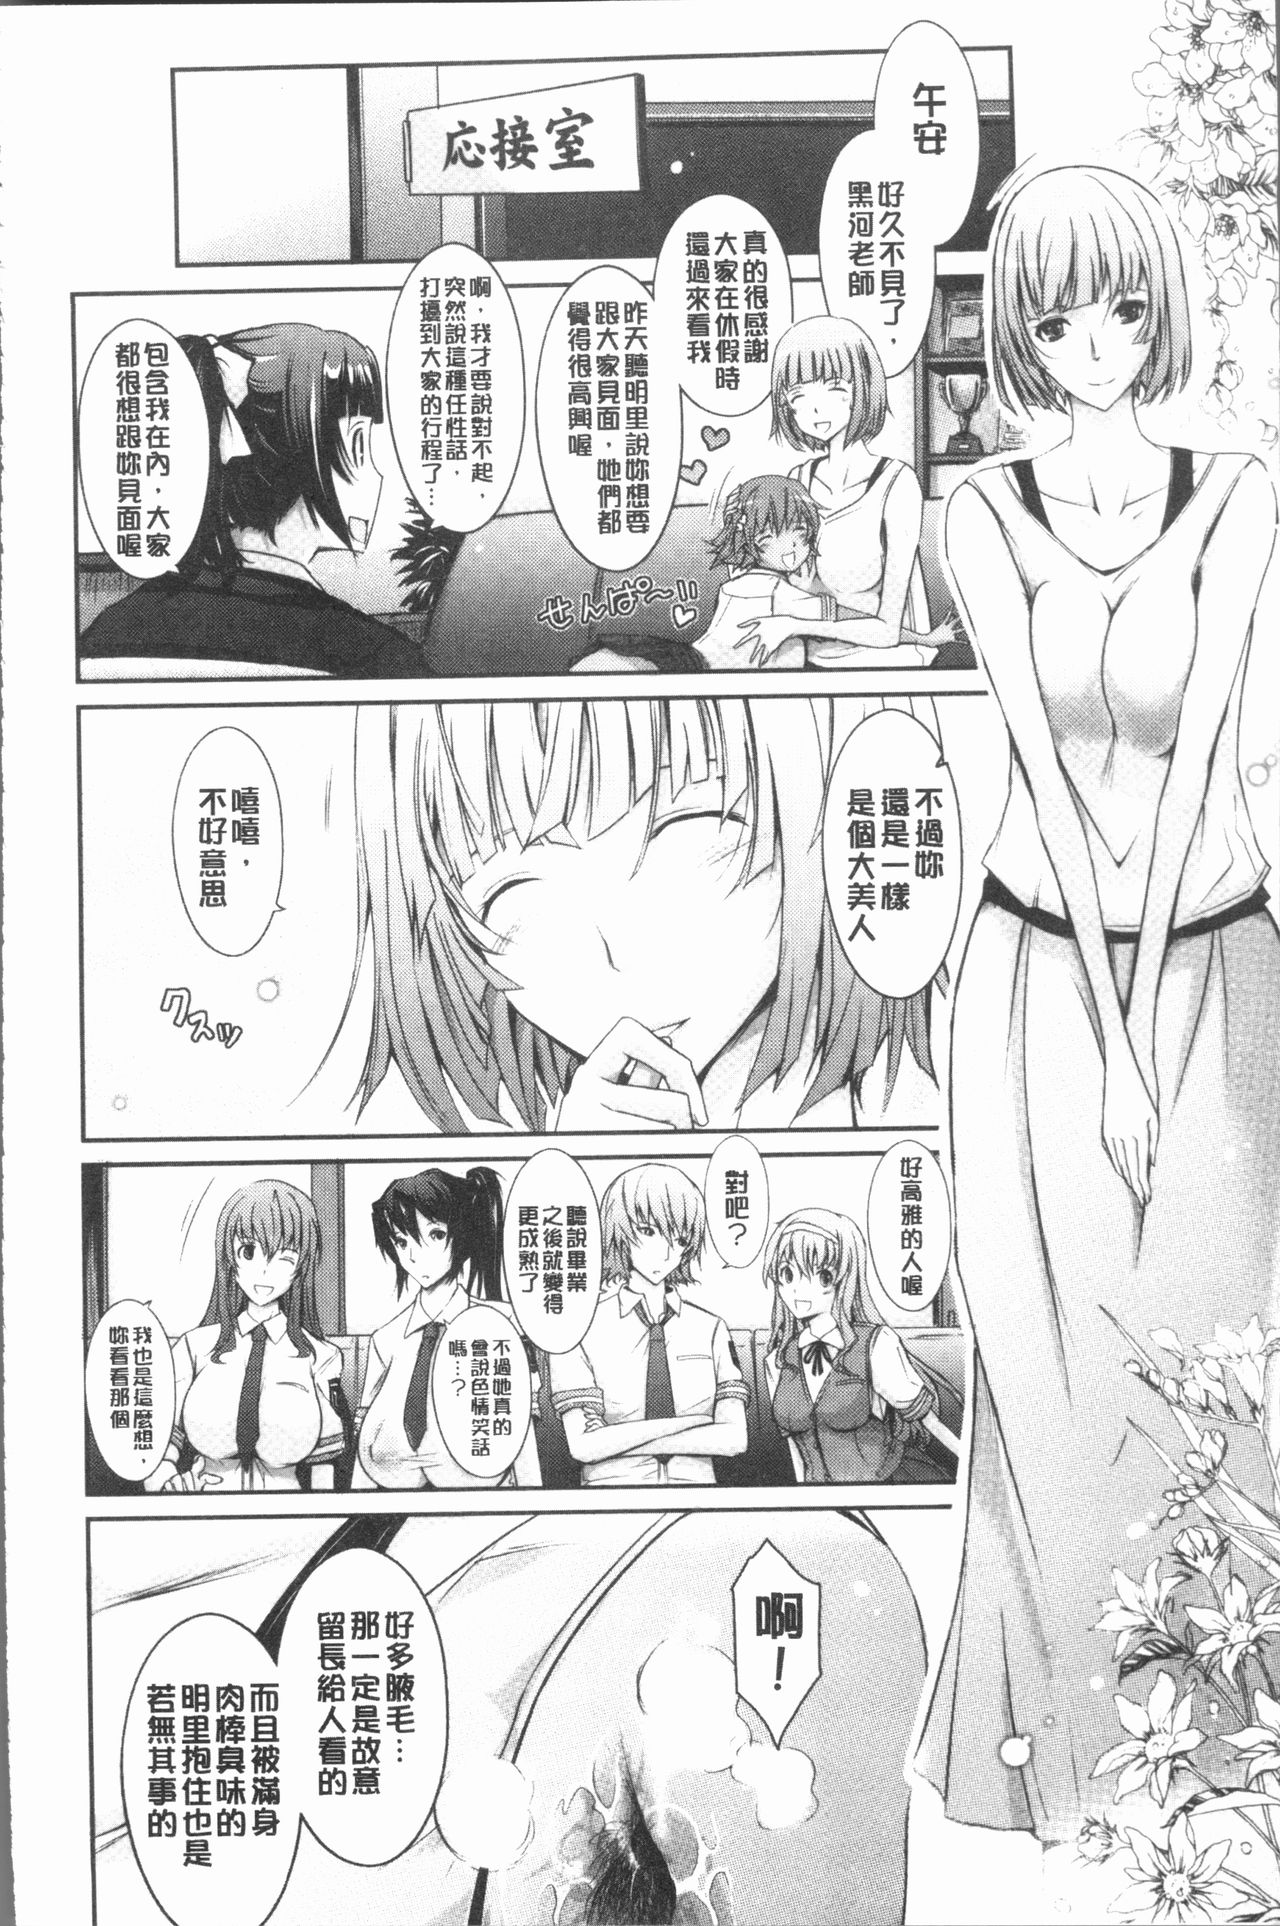 応接室
午安
好久不見了，
黑河老師
真的很感謝
大家在休假時
還過來看我
昨天聽明里說妳想要
跟大家見面，她們都
覺得很高興喔
啊，我才要說對不起，
突然說這種任性話，
打擾到大家的行程了…
包含我在內，大家
都很想跟妳見面喔
せんぱ～!!
不過妳
還是一樣
是個大美人
嘻嘻，
不好意思
クスッ
好高雅的人喔
對吧？
聽說畢業
之後就變得
更成熟了
不過她真的
會說色情笑話
嗎…？
我也是這麼想，
妳看看那個
啊！
好多腋毛…
那一定是故意
留長給人看的
而且被滿身
肉棒臭味的
明里抱住也是
若無其事的